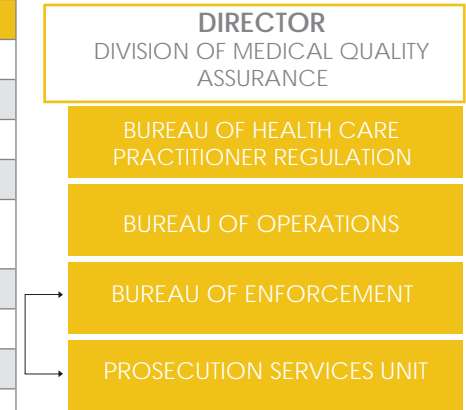 DIRECTOR
DIVISION OF MEDICAL QUALITY
ASSURANCE
BUREAU OF HEALTH CARE
PRACTITIONER REGULATION
BUREAU OF OPERATIONS
BUREAU OF ENFORCEMENT
PROSECUTION SERVICES UNIT